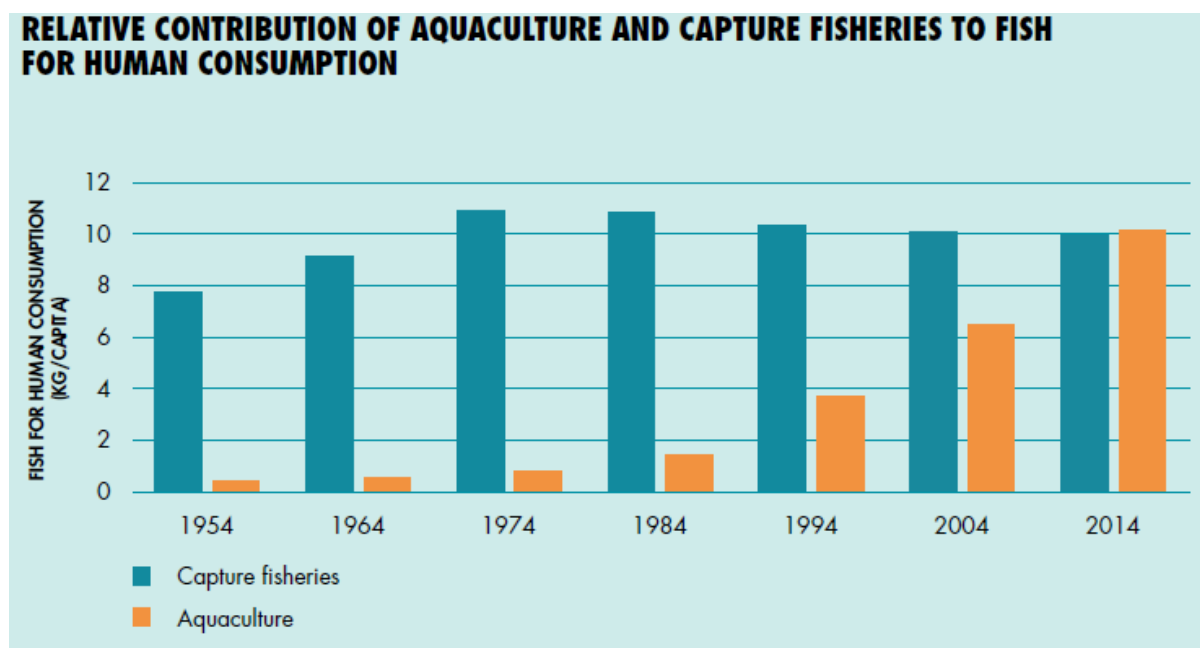 RELATIVE CONTRIBUTION OF AQUACULTURE AND CAPTURE FISHERIES TO FISH
FOR HUMAN CONSUMPTION
FISH FOR HUMAN CONSUMPTION
(KG/CAPITA)
12
10
8
6
4
2
0
1954 1964 1974 1984 1994 2004 2014
Capture fisheries
Aquaculture